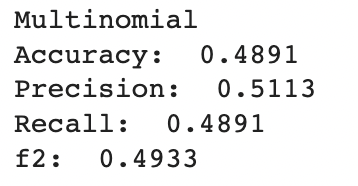 Multinomial
Accuracy:  0.4891
Precision:  0.5113
Recall:  0.4891
f2:  0.4933